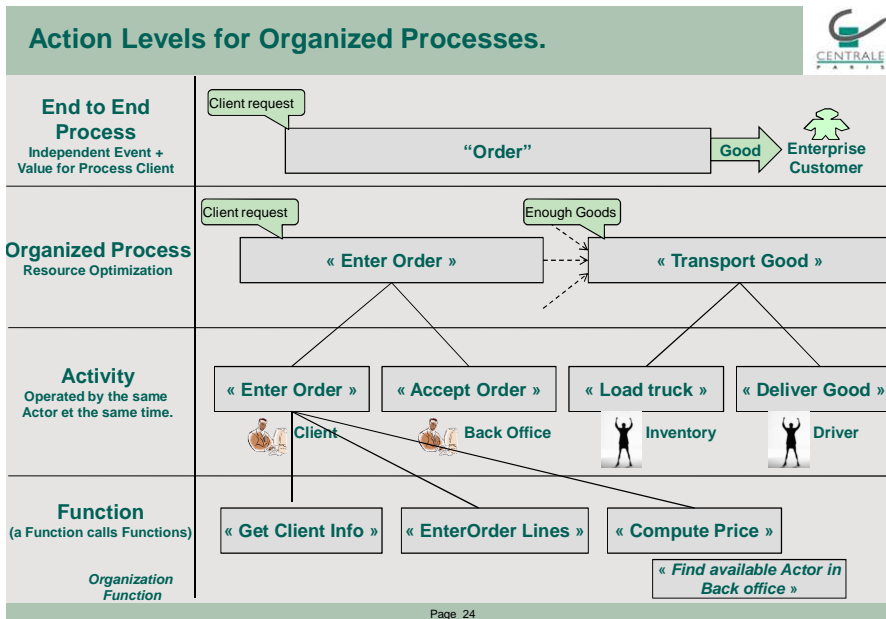 Action Levels for Organized Processes.
CENTRALE
PARIS
End to End
Process
Independent Event +
Value for Process Client
Client request
“Order”
Good
Enterprise
Customer
Organized Process
Resource Optimization
Client request
Enough Goods
« Enter Order »
« Transport Good »
Activity
Operated by the same
Actor et the same time.
« Enter Order »
« Accept Order »
« Load truck »
« Deliver Good »
Client
Back Office
Inventory
Driver
Function
(a Function calls Functions)
« Get Client Info »
« EnterOrder Lines »
« Compute Price »
Organization
Function
« Find available Actor in
Back office »
Page 24